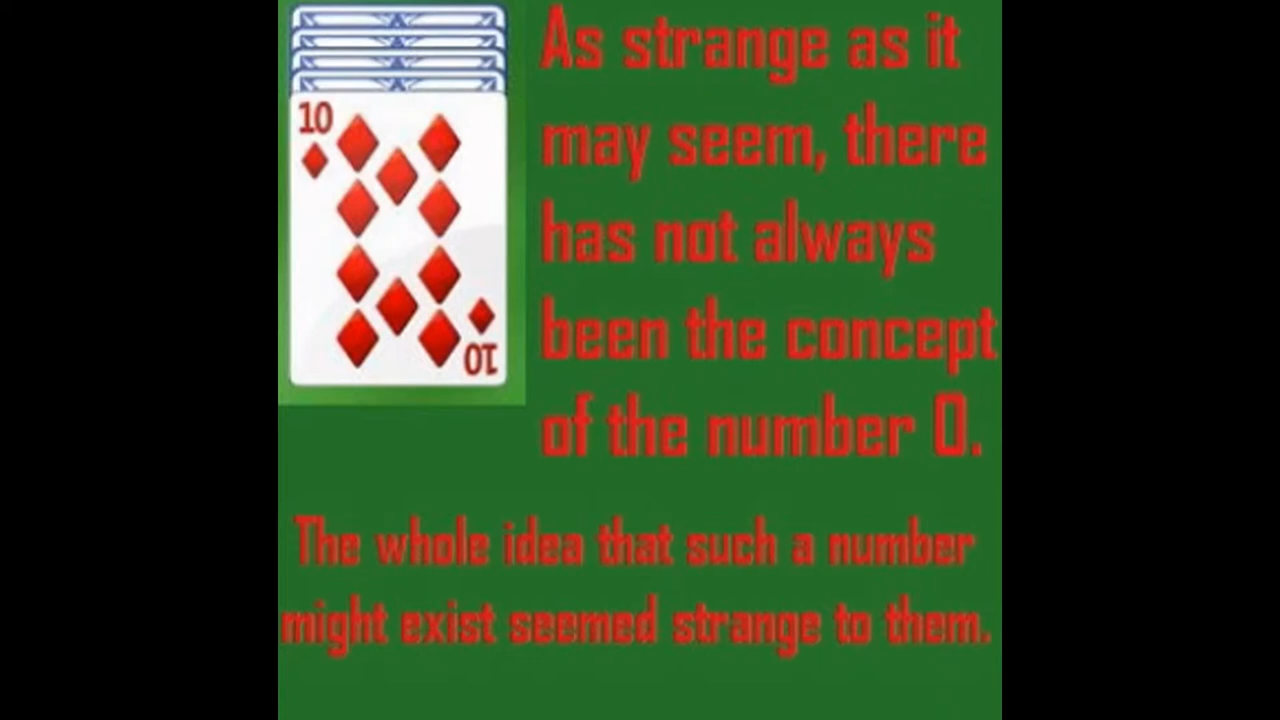 10
As strange as it
may seem, there
has not always
been the concept
of the number 0.
10
The whole idea that such a number
might exist seemed strange to them.